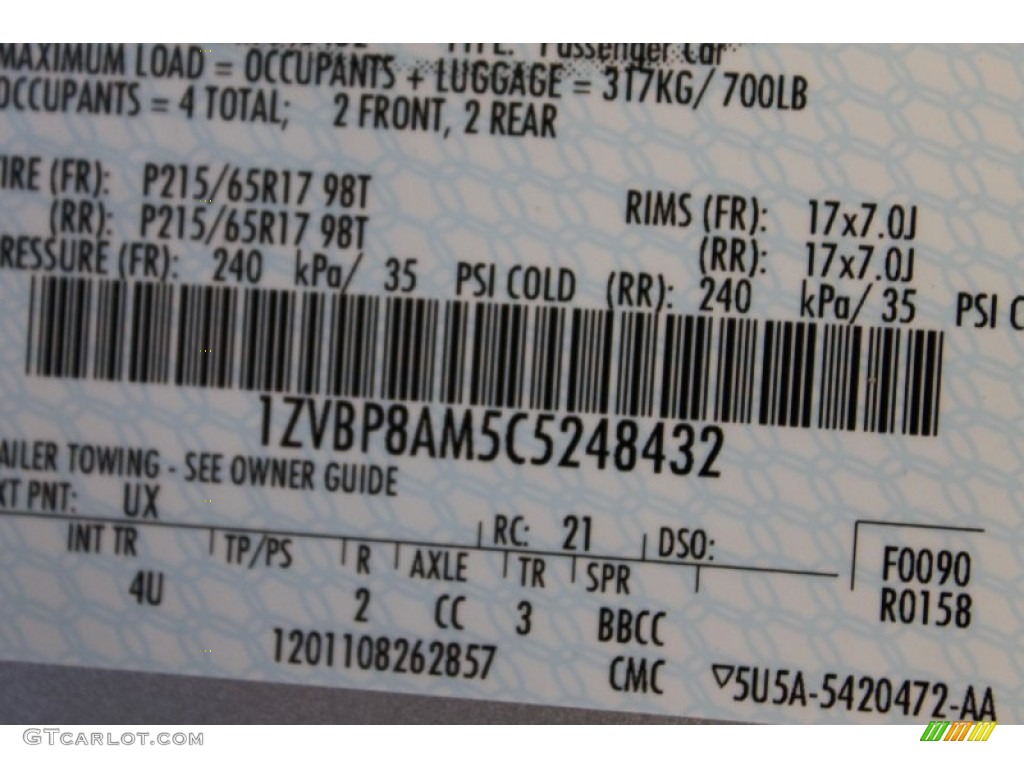 TYPE: Passenger Car
MAXIMUM LOAD = OCCUPANTS + LUGGAGE = 317KG/ 700LB
OCCUPANTS = 4 TOTAL; 2 FRONT, 2 REAR
IRE (FR): P215/65R17 98T RIMS (FR): 17x7.0J
(RR): P215/65R17 98T (RR): 17x7.0J
RESSURE (FR): 240 kPa/ 35 PSI COLD (RR): 240 kPa/ 35 PSI C
1ZVBP8AM5C5248432
AILER TOWING - SEE OWNER GUIDE
XT PNT: UX RC: 21 DSO:
INT TR TP/PS R AXLE TR SPR F0090
4U 2 CC 3 BBCC R0158
1201108262857 CMC ▽5U5A-5420472-AA
GTcarlot.com